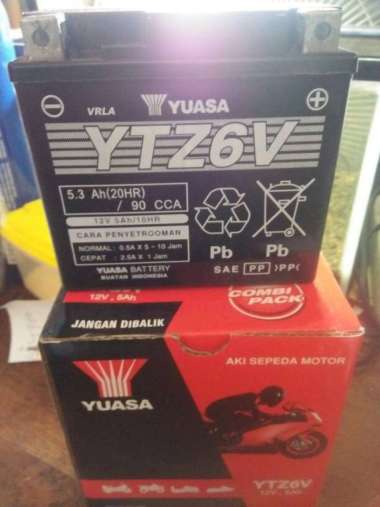 VRLA YUASA
YTZ6V
5.3 Ah(20HR)
/ 90 CCA
12V 5Ah/10HR
CARA PENYETROOMAN
NORMAL : 0.5A X 5 - 10 Jam
CEPAT : 2.5A X 1 Jam
YUASA BATTERY
BUATAN INDONESIA
Pb Pb
SAE PP >PP<
12V, 5Ah
COMBI
PACK
JANGAN DIBALIK
AKI SEPEDA MOTOR
YUASA
YTZ6V
12V, 5Ah